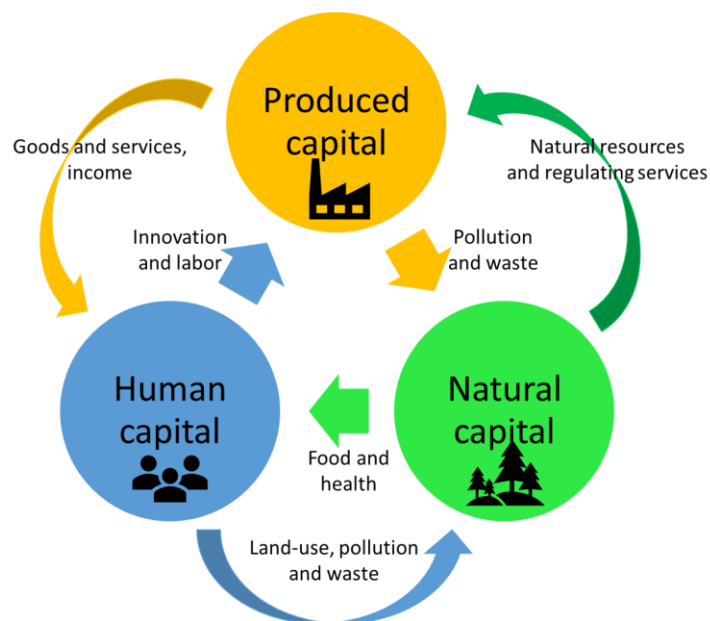 Produced
capital
Goods and services,
income
Natural resources
and regulating services
Innovation
and labor
Pollution
and waste
Human
capital
Natural
capital
Food and
health
Land-use, pollution
and waste